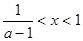 1/(a−1) < x < 1